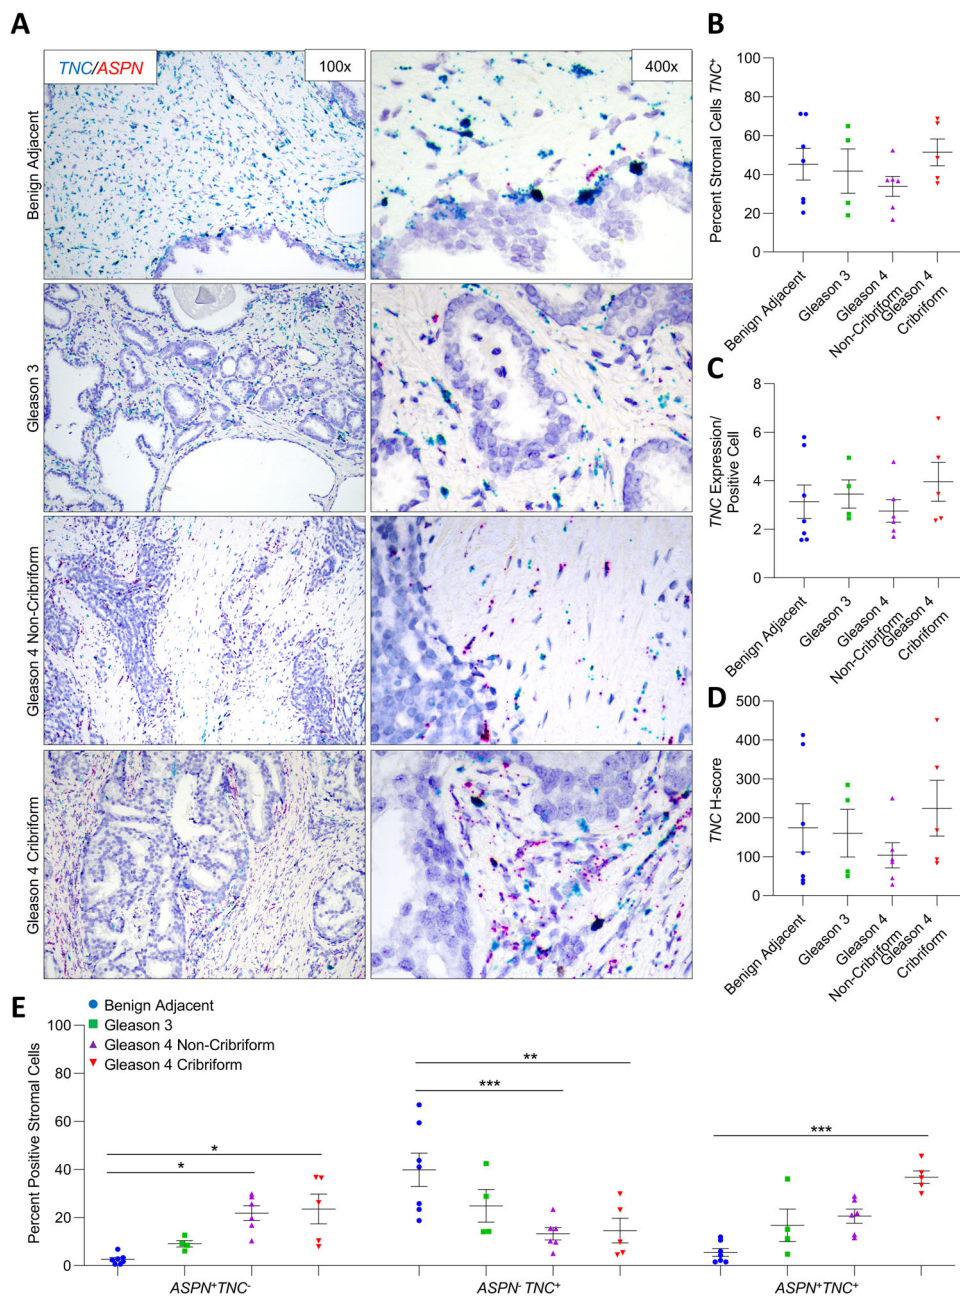 A
TNC/ASPN
100x
400x
Benign Adjacent
Gleason 3
Gleason 4 Non-Cribriform
Gleason 4 Cribriform
B
Percent Stromal Cells TNC⁺
100
80
60
40
20
0
Benign Adjacent
Gleason 3
Gleason 4
Non-Cribriform
Gleason 4
Cribriform
C
TNC Expression/
Positive Cell
8
6
4
2
0
Benign Adjacent
Gleason 3
Gleason 4
Non-Cribriform
Gleason 4
Cribriform
D
TNC H-score
500
400
300
200
100
0
Benign Adjacent
Gleason 3
Gleason 4
Non-Cribriform
Gleason 4
Cribriform
E
Benign Adjacent
Gleason 3
Gleason 4 Non-Cribriform
Gleason 4 Cribriform
Percent Positive Stromal Cells
100
80
60
40
20
0
*
*
**
***
***
ASPN⁺TNC⁻
ASPN⁻ TNC⁺
ASPN⁺TNC⁺